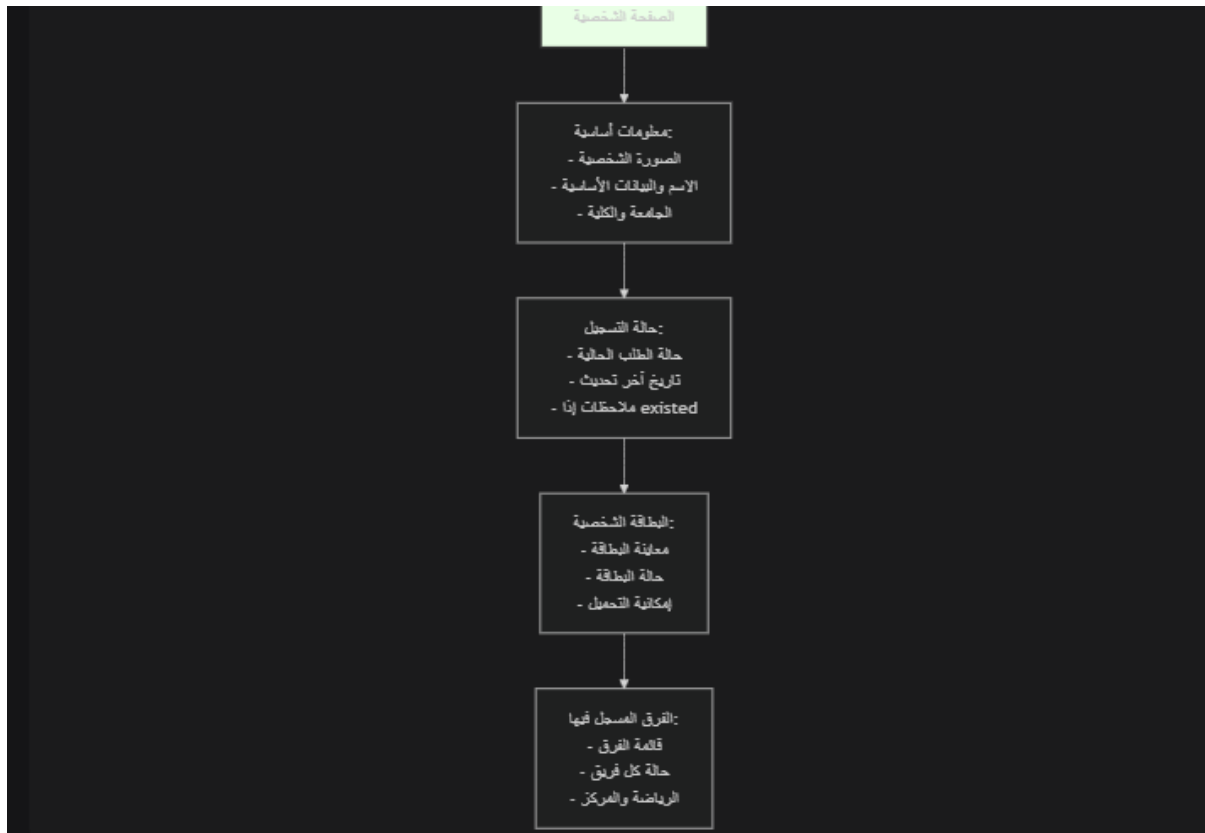 الصفحة الشخصية
معلومات أساسية:
- الصورة الشخصية
- الاسم والبيانات الأساسية
- الجامعة والكلية
حالة التسجيل:
- حالة الطلب الحالية
- تاريخ آخر تحديث
- ملاحظات إذا existed
البطاقة الشخصية:
- معاينة البطاقة
- حالة البطاقة
- إمكانية التحميل
الفرق المسجل فيها:
- قائمة الفرق
- حالة كل فريق
- الرياضة والمركز